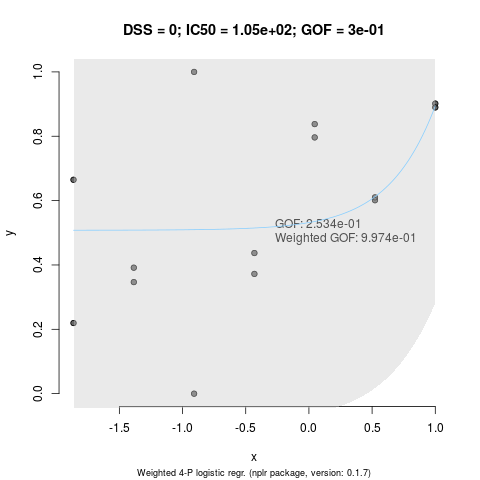 DSS = 0; IC50 = 1.05e+02; GOF = 3e-01
1.0
0.8
0.6
0.4
0.2
0.0
y
GOF: 2.534e-01
Weighted GOF: 9.974e-01
-1.5 -1.0 -0.5 0.0 0.5 1.0
x
Weighted 4-P logistic regr. (nplr package, version: 0.1.7)